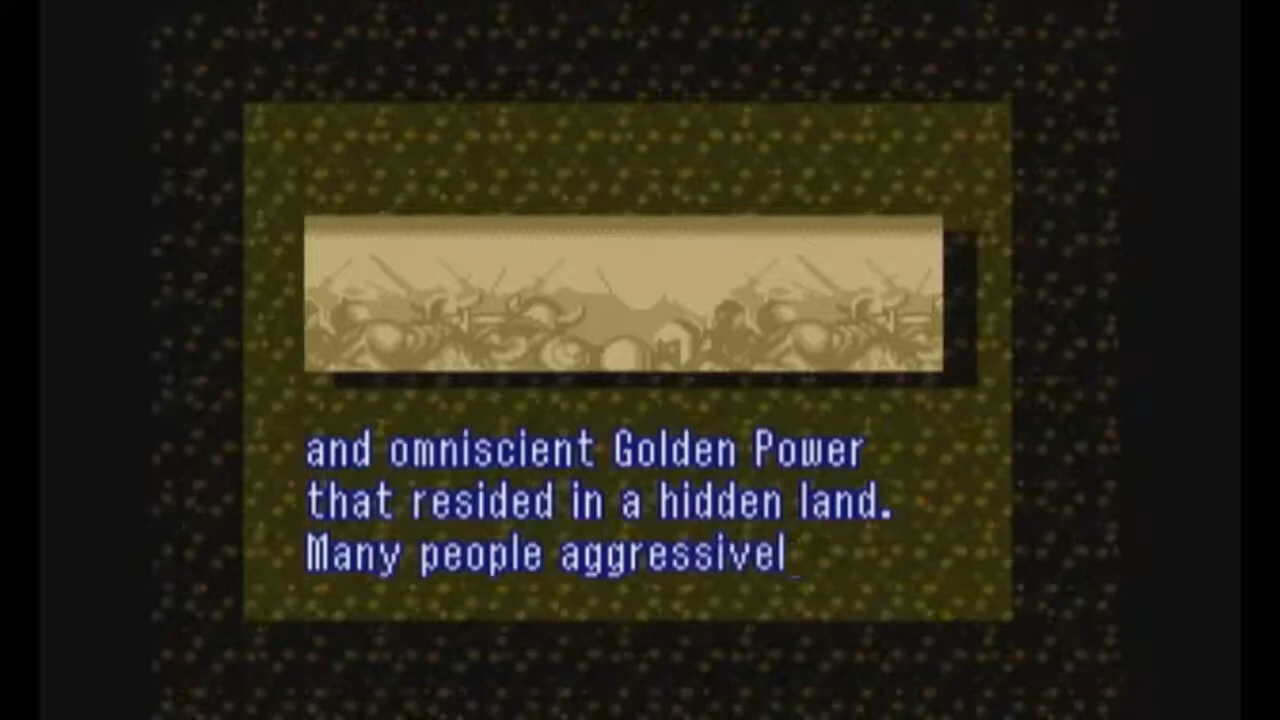 and omniscient Golden Power
that resided in a hidden land.
Many people aggressivel